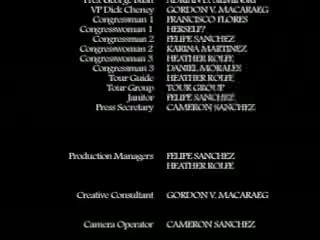 VP Dick Cheney GORDON V. MACARAEG
Congressman 1 FRANCISCO FLORES
Congresswoman 1 HERSELF?
Congressman 2 FELIPE SANCHEZ
Congresswoman 2 KARINA MARTINEZ
Congresswoman 3 HEATHER ROLFE
Congressman 3 DANIEL MORALES
Tour Guide HEATHER ROLFE
Tour Group TOUR GROUP
Janitor FELIPE SANCHEZ
Press Secretary CAMERON SANCHEZ
Production Managers FELIPE SANCHEZ
HEATHER ROLFE
Creative Consultant GORDON V. MACARAEG
Camera Operator CAMERON SANCHEZ